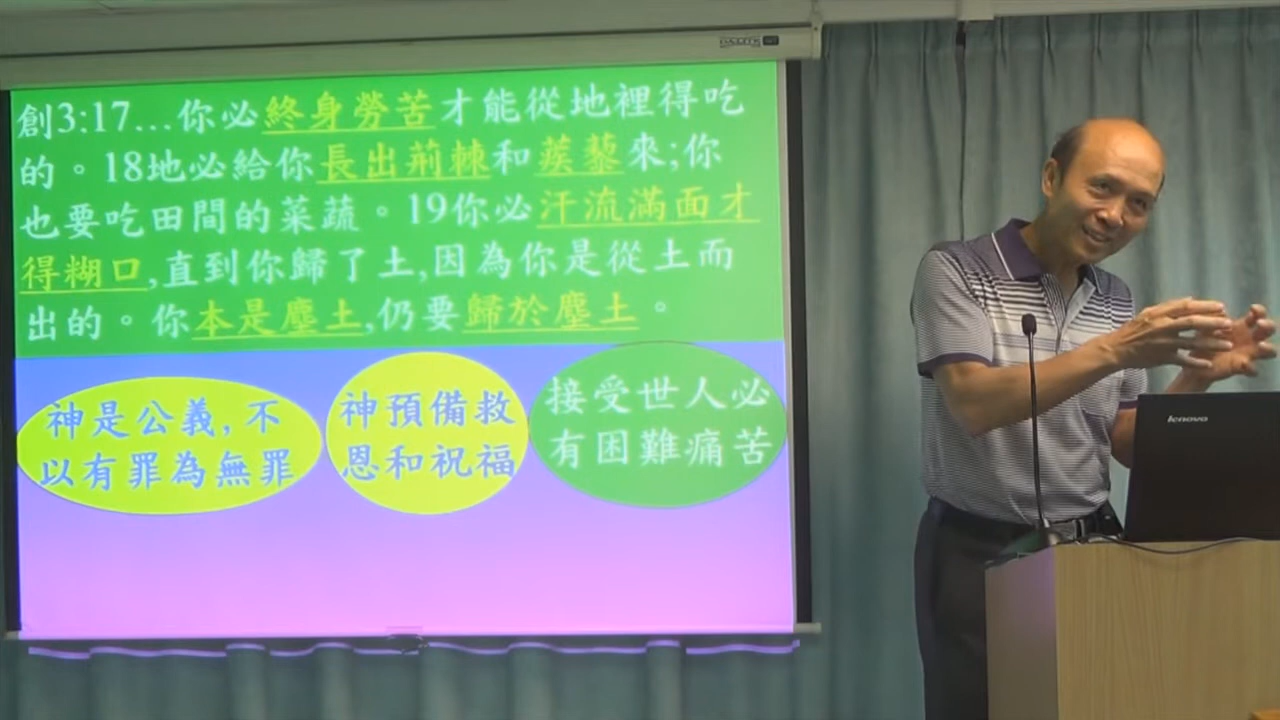 創3:17...你必終身勞苦才能從地裡得吃
的。18地必給你長出荊棘和蒺藜來;你
也要吃田間的菜蔬。19你必汗流滿面才
得糊口,直到你歸了土,因為你是從土而
出的。你本是塵土,仍要歸於塵土。
神是公義,不
以有罪為無罪
神預備救
恩和祝福
接受世人必
有困難痛苦
lenovo